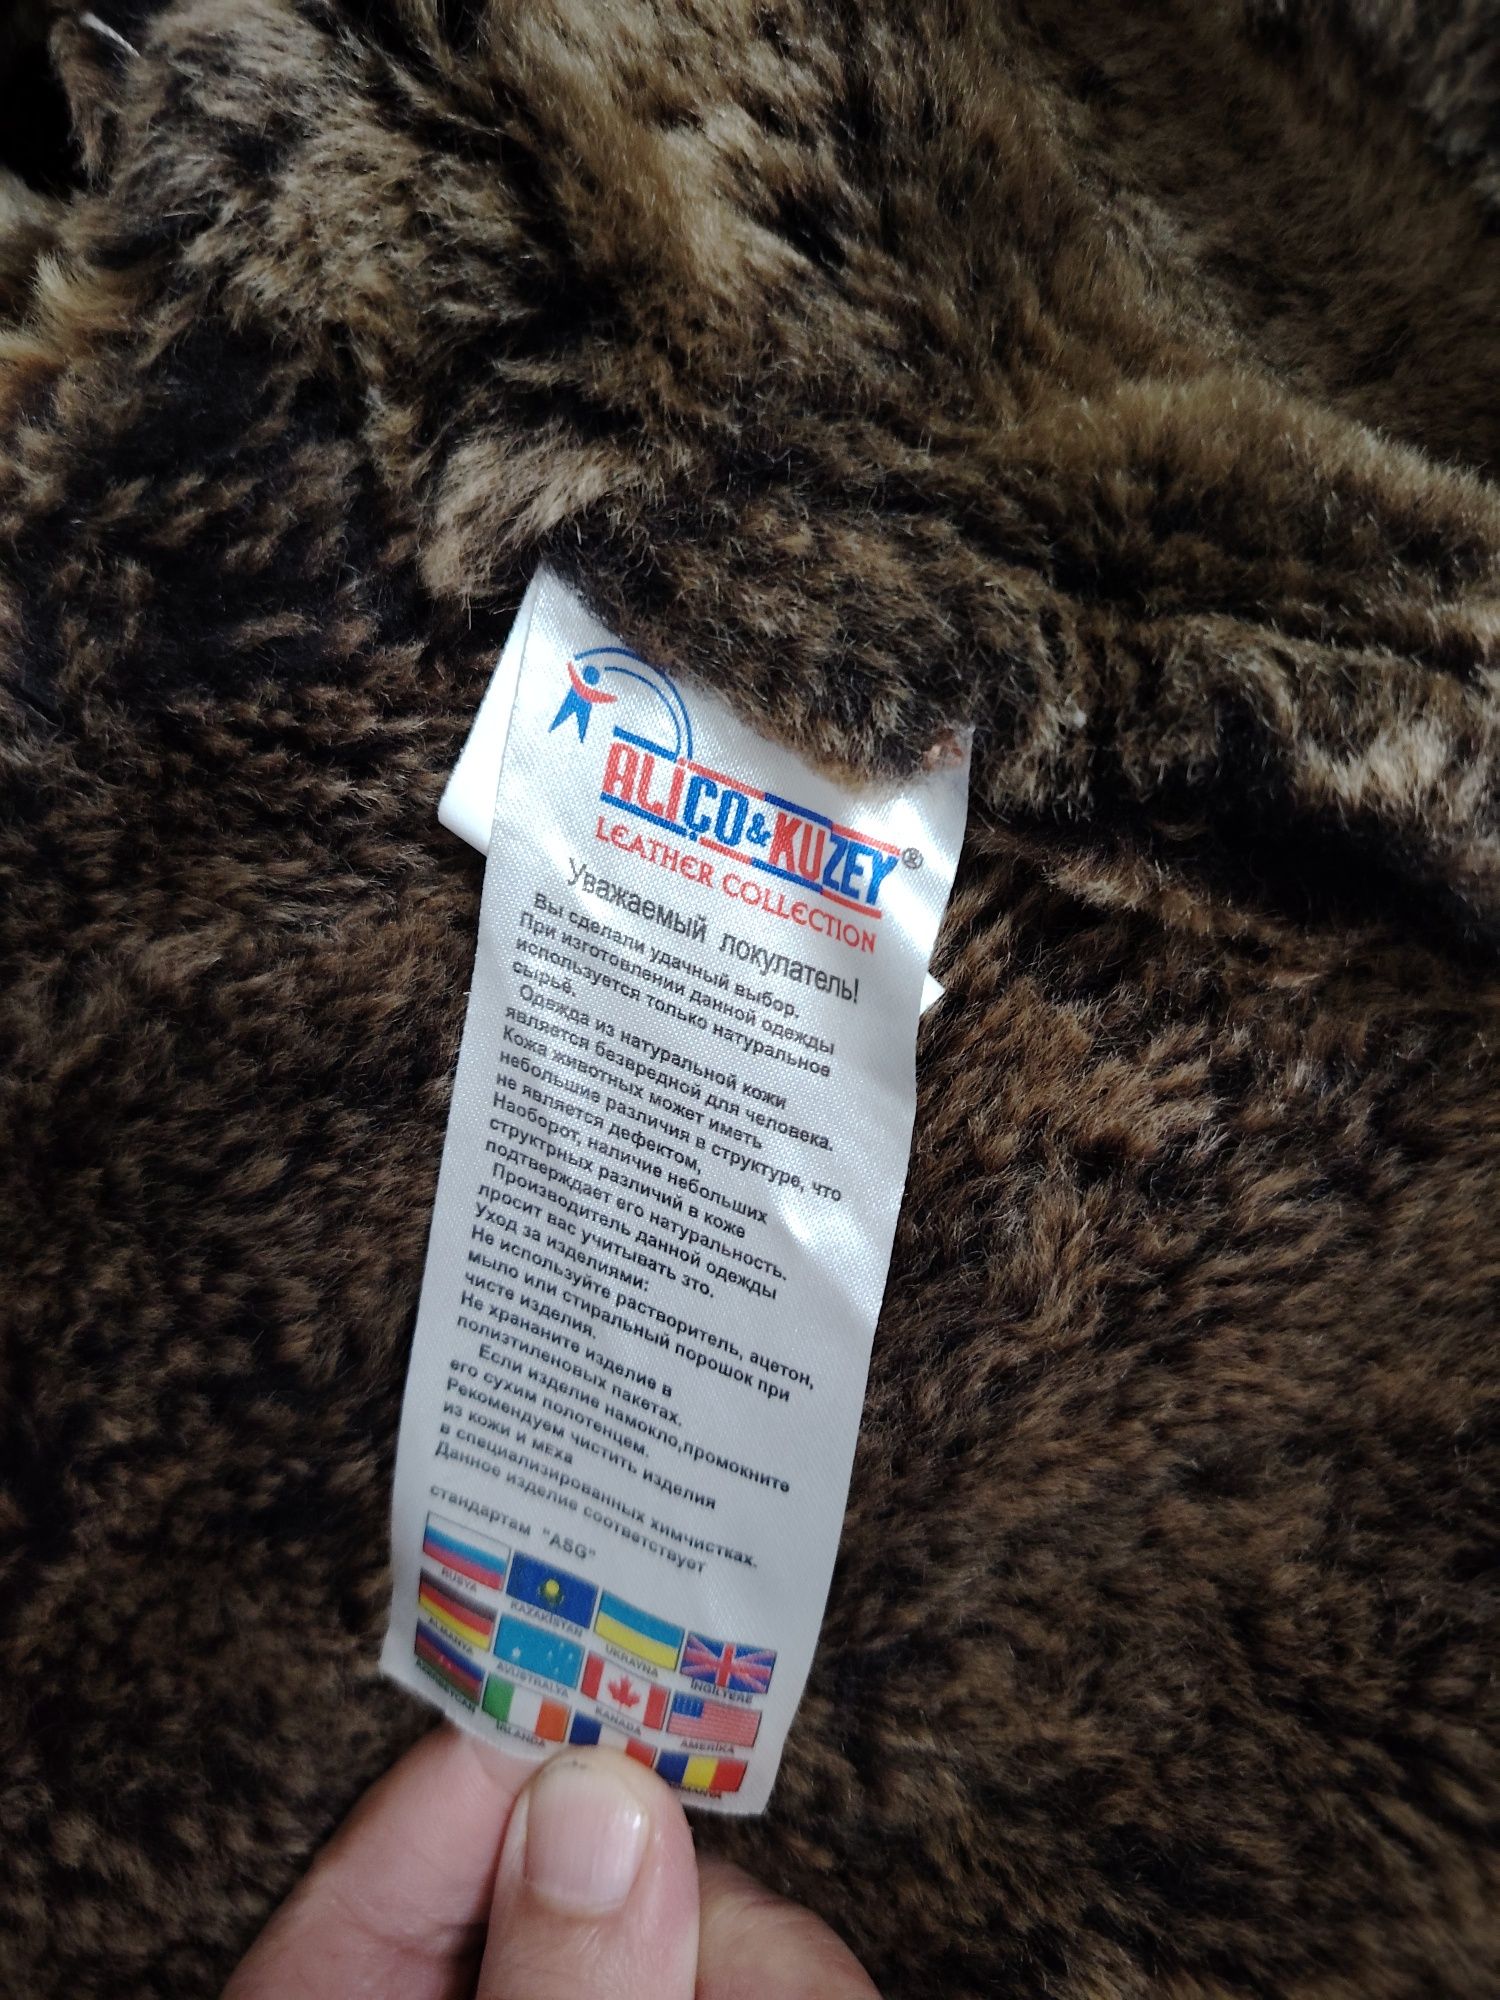 ALİÇO&KUZEY®
LEATHER COLLECTION
Уважаемый покупатель!
Вы сделали удачный выбор.
При изготовлении данной одежды
используется только натуральное
сырьё.
Одежда из натуральной кожи
является безвредной для человека.
Кожа животных может иметь
небольшие различия в структуре, что
не является дефектом,
Наоборот, наличие небольших
структрных различий в коже
подтверждает его натуральность.
Производитель данной одежды
просит вас учитывать зто.
Уход за изделиями:
Не используйте растворитель, ацетон,
мыло или стиральный порошок при
чисте изделия.
Не хрананите изделие в
полизтиленовых пакетах.
Если изделие намокло,промокните
его сухим полотенцем.
Рекомендуем чистить изделия
из кожи и меха
в специализированных химчистках.
Данное изделие соответствует
стандартам "ASG"
RUSYA KAZAKİSTAN UKRAYNA İNGİLTERE
ALMANYA AVUSTRALYA KANADA AMERİKA
AZERBEYCAN İRLANDA